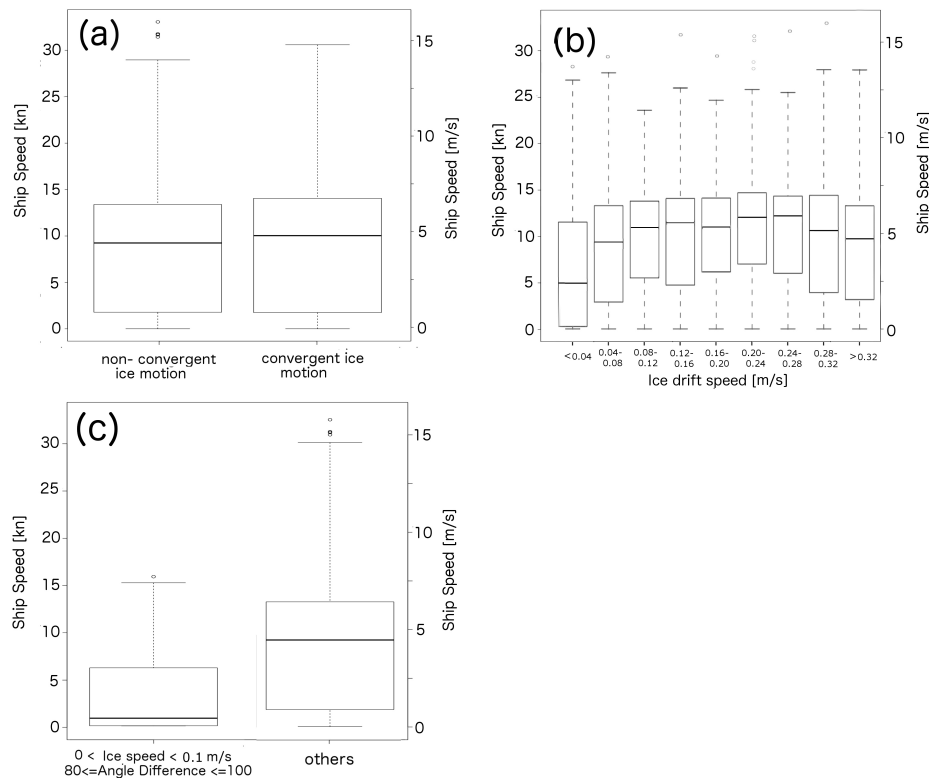 (a)
30
25
20
15
10
5
0
Ship Speed [kn]
15
10
5
0
Ship Speed [m/s]
non- convergent
ice motion
convergent ice
motion
(b)
30
25
20
15
10
5
0
Ship Speed [kn]
15
10
5
0
Ship Speed [m/s]
<0.04
0.04-
0.08
0.08-
0.12
0.12-
0.16
0.16-
0.20
0.20-
0.24
0.24-
0.28
0.28-
0.32
>0.32
Ice drift speed [m/s]
(c)
30
25
20
15
10
5
0
Ship Speed [kn]
15
10
5
0
Ship Speed [m/s]
0 < Ice speed < 0.1 m/s
80<=Angle Difference <=100
others